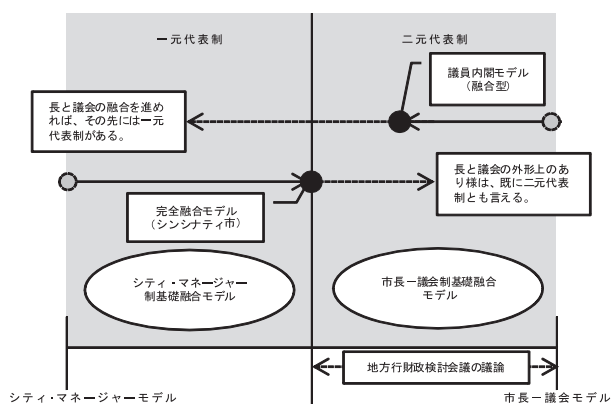 一元代表制
二元代表制
議員内閣モデル
(融合型)
長と議会の融合を進め
れば、その先には一元
代表制がある。
長と議会の外形上のあ
り様は、既に二元代表
制とも言える。
完全融合モデル
(シンシナティ市)
シティ・マネージャー
制基礎融合モデル
市長ー議会制基礎融合
モデル
地方行財政検討会議の議論
シティ・マネージャーモデル
市長ー議会モデル